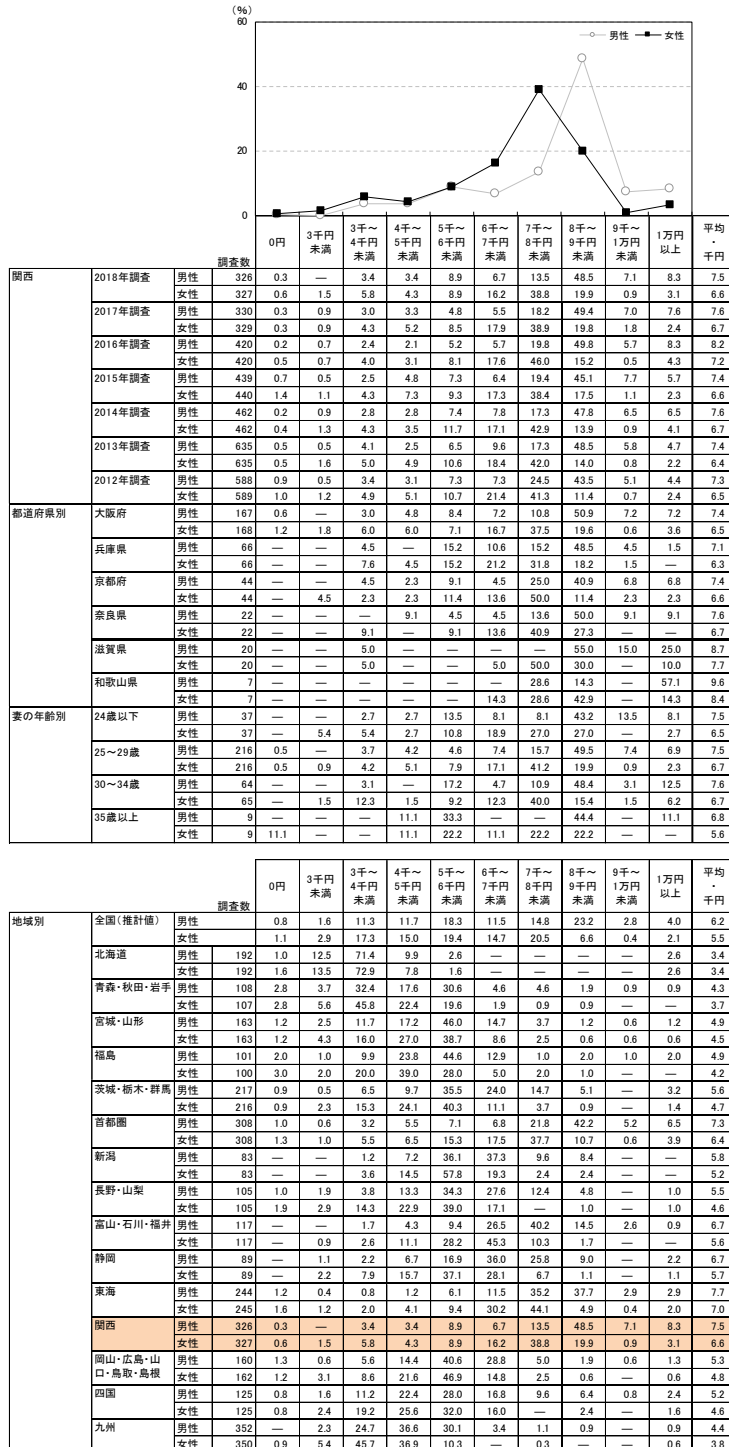 (%)
60
男性 女性
40
20
0
調査数 0円 3千円未満 3千～4千円未満 4千～5千円未満 5千～6千円未満 6千～7千円未満 7千～8千円未満 8千～9千円未満 9千～1万円未満 1万円以上 平均・千円
関西 2018年調査 男性 326 0.3 — 3.4 3.4 8.9 6.7 13.5 48.5 7.1 8.3 7.5
女性 327 0.6 1.5 5.8 4.3 8.9 16.2 38.8 19.9 0.9 3.1 6.6
2017年調査 男性 330 0.3 0.9 3.0 3.3 4.8 5.5 18.2 49.4 7.0 7.6 7.6
女性 329 0.3 0.9 4.3 5.2 8.5 17.9 38.9 19.8 1.8 2.4 6.7
2016年調査 男性 420 0.2 0.7 2.4 2.1 5.2 5.7 19.8 49.8 5.7 8.3 8.2
女性 420 0.5 0.7 4.0 3.1 8.1 17.6 46.0 15.2 0.5 4.3 7.2
2015年調査 男性 439 0.7 0.5 2.5 4.8 7.3 6.4 19.4 45.1 7.7 5.7 7.4
女性 440 1.4 1.1 4.3 7.3 9.3 17.3 38.4 17.5 1.1 2.3 6.6
2014年調査 男性 462 0.2 0.9 2.8 2.8 7.4 7.8 17.3 47.8 6.5 6.5 7.6
女性 462 0.4 1.3 4.3 3.5 11.7 17.1 42.9 13.9 0.9 4.1 6.7
2013年調査 男性 635 0.5 0.5 4.1 2.5 6.5 9.6 17.3 48.5 5.8 4.7 7.4
女性 635 0.5 1.6 5.0 4.9 10.6 18.4 42.0 14.0 0.8 2.2 6.4
2012年調査 男性 588 0.9 0.5 3.4 3.1 7.3 7.3 24.5 43.5 5.1 4.4 7.3
女性 589 1.0 1.2 4.9 5.1 10.7 21.4 41.3 11.4 0.7 2.4 6.5
都道府県別 大阪府 男性 167 0.6 — 3.0 4.8 8.4 7.2 10.8 50.9 7.2 7.2 7.4
女性 168 1.2 1.8 6.0 6.0 7.1 16.7 37.5 19.6 0.6 3.6 6.5
兵庫県 男性 66 — — 4.5 — 15.2 10.6 15.2 48.5 4.5 1.5 7.1
女性 66 — — 7.6 4.5 15.2 21.2 31.8 18.2 1.5 — 6.3
京都府 男性 44 — — 4.5 2.3 9.1 4.5 25.0 40.9 6.8 6.8 7.4
女性 44 — 4.5 2.3 2.3 11.4 13.6 50.0 11.4 2.3 2.3 6.6
奈良県 男性 22 — — — 9.1 4.5 4.5 13.6 50.0 9.1 9.1 7.6
女性 22 — — 9.1 — 9.1 13.6 40.9 27.3 — — 6.7
滋賀県 男性 20 — — 5.0 — — — — 55.0 15.0 25.0 8.7
女性 20 — — 5.0 — — 5.0 50.0 30.0 — 10.0 7.7
和歌山県 男性 7 — — — — — — 28.6 14.3 — 57.1 9.6
女性 7 — — — — — 14.3 28.6 42.9 — 14.3 8.4
妻の年齢別 24歳以下 男性 37 — — 2.7 2.7 13.5 8.1 8.1 43.2 13.5 8.1 7.5
女性 37 — 5.4 5.4 2.7 10.8 18.9 27.0 27.0 — 2.7 6.5
25～29歳 男性 216 0.5 — 3.7 4.2 4.6 7.4 15.7 49.5 7.4 6.9 7.5
女性 216 0.5 0.9 4.2 5.1 7.9 17.1 41.2 19.9 0.9 2.3 6.7
30～34歳 男性 64 — — 3.1 — 17.2 4.7 10.9 48.4 3.1 12.5 7.6
女性 65 — 1.5 12.3 1.5 9.2 12.3 40.0 15.4 1.5 6.2 6.7
35歳以上 男性 9 — — — 11.1 33.3 — — 44.4 — 11.1 6.8
女性 9 11.1 — — 11.1 22.2 11.1 22.2 22.2 — — 5.6
調査数 0円 3千円未満 3千～4千円未満 4千～5千円未満 5千～6千円未満 6千～7千円未満 7千～8千円未満 8千～9千円未満 9千～1万円未満 1万円以上 平均・千円
地域別 全国(推計値) 男性 0.8 1.6 11.3 11.7 18.3 11.5 14.8 23.2 2.8 4.0 6.2
女性 1.1 2.9 17.3 15.0 19.4 14.7 20.5 6.6 0.4 2.1 5.5
北海道 男性 192 1.0 12.5 71.4 9.9 2.6 — — — — 2.6 3.4
女性 192 1.6 13.5 72.9 7.8 1.6 — — — — 2.6 3.4
青森・秋田・岩手 男性 108 2.8 3.7 32.4 17.6 30.6 4.6 4.6 1.9 0.9 0.9 4.3
女性 107 2.8 5.6 45.8 22.4 19.6 1.9 0.9 0.9 — — 3.7
宮城・山形 男性 163 1.2 2.5 11.7 17.2 46.0 14.7 3.7 1.2 0.6 1.2 4.9
女性 163 1.2 4.3 16.0 27.0 38.7 8.6 2.5 0.6 0.6 0.6 4.5
福島 男性 101 2.0 1.0 9.9 23.8 44.6 12.9 1.0 2.0 1.0 2.0 4.9
女性 100 3.0 2.0 20.0 39.0 28.0 5.0 2.0 1.0 — — 4.2
茨城・栃木・群馬 男性 217 0.9 0.5 6.5 9.7 35.5 24.0 14.7 5.1 — 3.2 5.6
女性 216 0.9 2.3 15.3 24.1 40.3 11.1 3.7 0.9 — 1.4 4.7
首都圏 男性 308 1.0 0.6 3.2 5.5 7.1 6.8 21.8 42.2 5.2 6.5 7.3
女性 308 1.3 1.0 5.5 6.5 15.3 17.5 37.7 10.7 0.6 3.9 6.4
新潟 男性 83 — — 1.2 7.2 36.1 37.3 9.6 8.4 — — 5.8
女性 83 — — 3.6 14.5 57.8 19.3 2.4 2.4 — — 5.2
長野・山梨 男性 105 1.0 1.9 3.8 13.3 34.3 27.6 12.4 4.8 — 1.0 5.5
女性 105 1.9 2.9 14.3 22.9 39.0 17.1 — 1.0 — 1.0 4.6
富山・石川・福井 男性 117 — — 1.7 4.3 9.4 26.5 40.2 14.5 2.6 0.9 6.7
女性 117 — 0.9 2.6 11.1 28.2 45.3 10.3 1.7 — — 5.6
静岡 男性 89 — 1.1 2.2 6.7 16.9 36.0 25.8 9.0 — 2.2 6.7
女性 89 — 2.2 7.9 15.7 37.1 28.1 6.7 1.1 — 1.1 5.7
東海 男性 244 1.2 0.4 0.8 1.2 6.1 11.5 35.2 37.7 2.9 2.9 7.7
女性 245 1.6 1.2 2.0 4.1 9.4 30.2 44.1 4.9 0.4 2.0 7.0
関西 男性 326 0.3 — 3.4 3.4 8.9 6.7 13.5 48.5 7.1 8.3 7.5
女性 327 0.6 1.5 5.8 4.3 8.9 16.2 38.8 19.9 0.9 3.1 6.6
岡山・広島・山口・鳥取・島根 男性 160 1.3 0.6 5.6 14.4 40.6 28.8 5.0 1.9 0.6 1.3 5.3
女性 162 1.2 3.1 8.6 21.6 46.9 14.8 2.5 0.6 — 0.6 4.8
四国 男性 125 0.8 1.6 11.2 22.4 28.0 16.8 9.6 6.4 0.8 2.4 5.2
女性 125 0.8 2.4 19.2 25.6 32.0 16.0 — 2.4 — 1.6 4.6
九州 男性 352 — 2.3 24.7 36.6 30.1 3.4 1.1 0.9 — 0.9 4.4
女性 350 0.9 5.4 45.7 36.9 10.3 — 0.3 — — 0.6 3.8